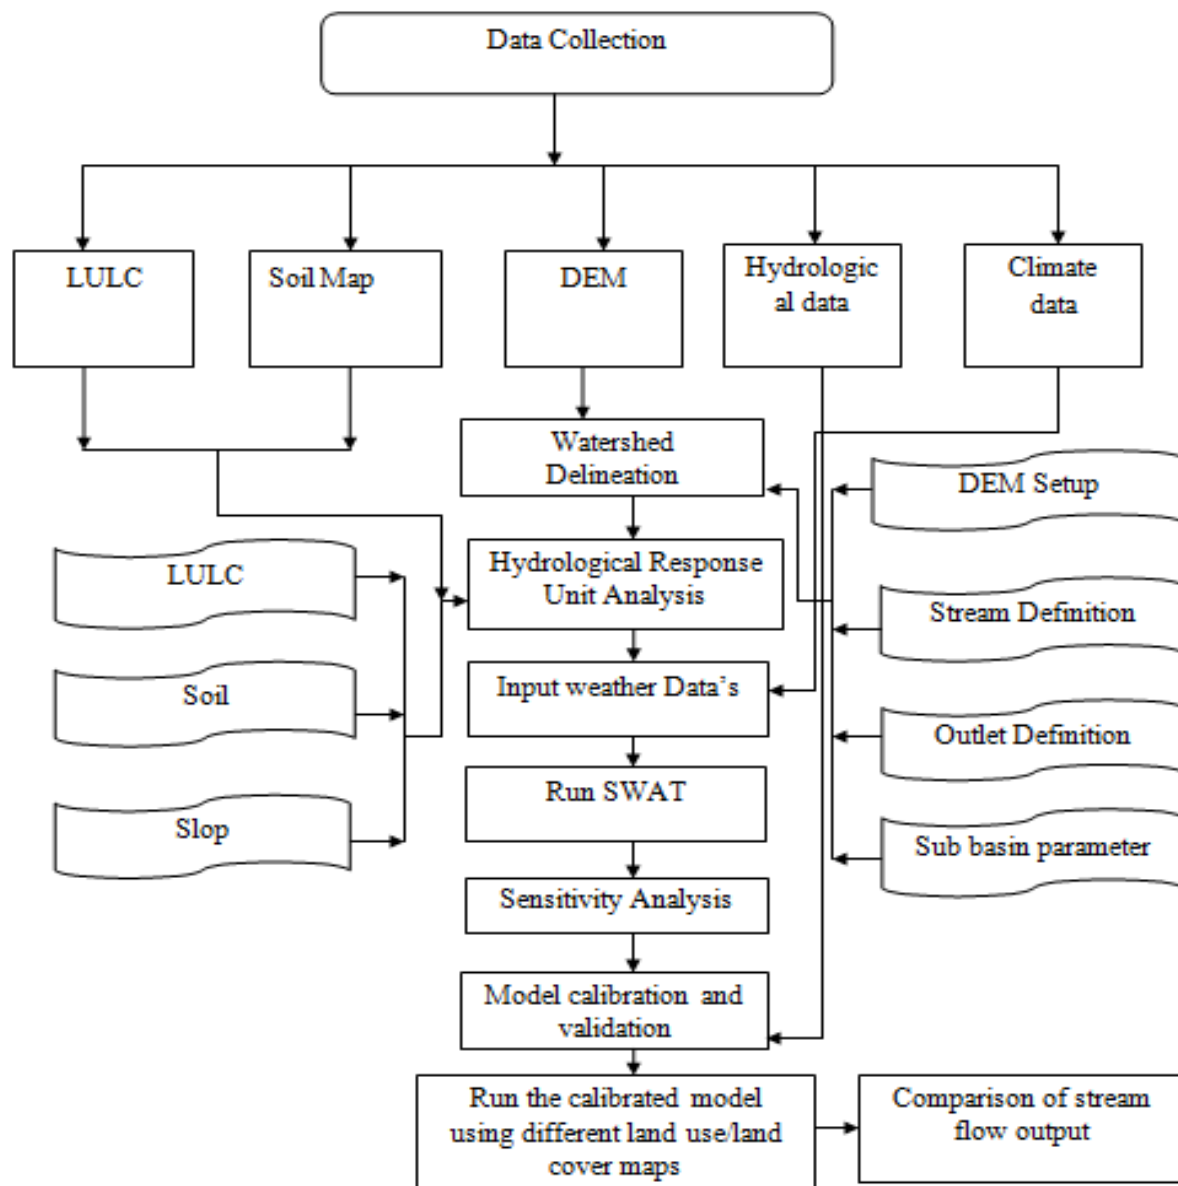 Data Collection
LULC
Soil Map
DEM
Hydrologic
al data
Climate
data
Watershed
Delineation
DEM Setup
Hydrological Response
Unit Analysis
LULC
Stream Definition
Input weather Data's
Soil
Outlet Definition
Run SWAT
Slop
Sub basin parameter
Sensitivity Analysis
Model calibration and
validation
Run the calibrated model
using different land use/land
cover maps
Comparison of stream
flow output